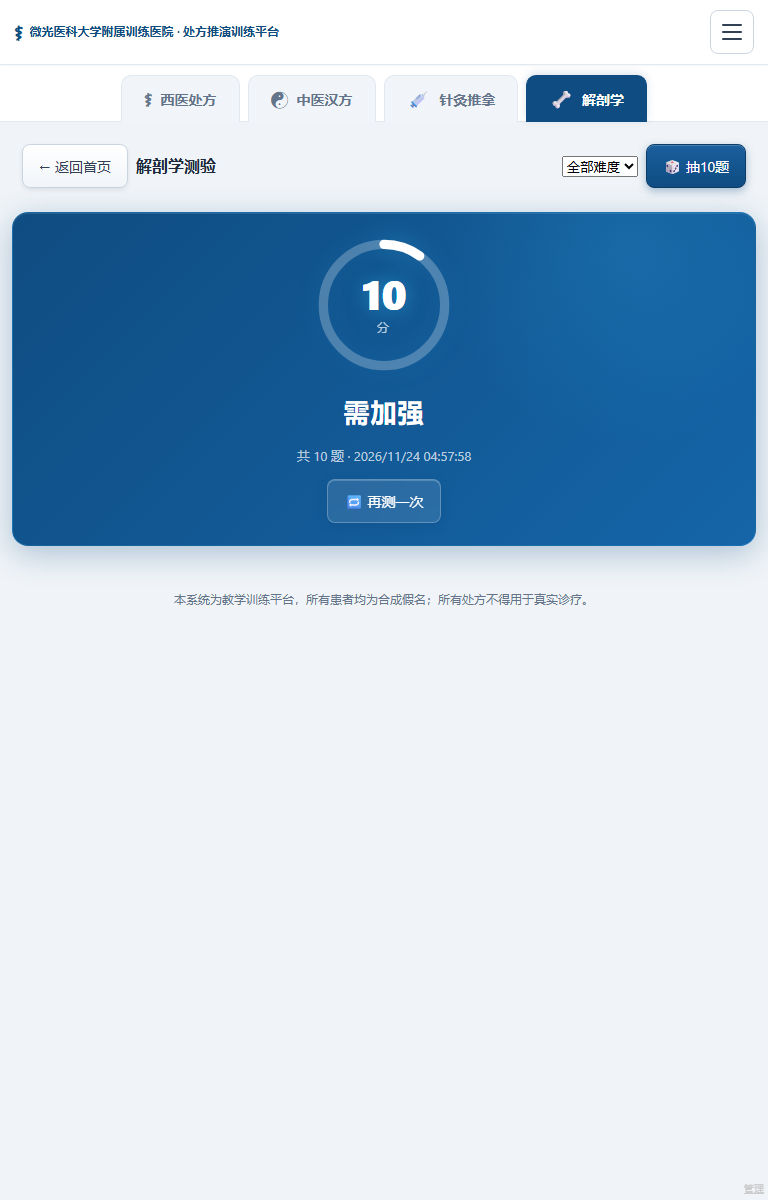 微光医科大学附属训练医院 · 处方推演训练平台
西医处方
中医汉方
针灸推拿
解剖学
← 返回首页
解剖学测验
全部难度
抽10题
10
分
需加强
共 10 题 · 2026/11/24 04:57:58
再测一次
本系统为教学训练平台，所有患者均为合成假名；所有处方不得用于真实诊疗。
管理